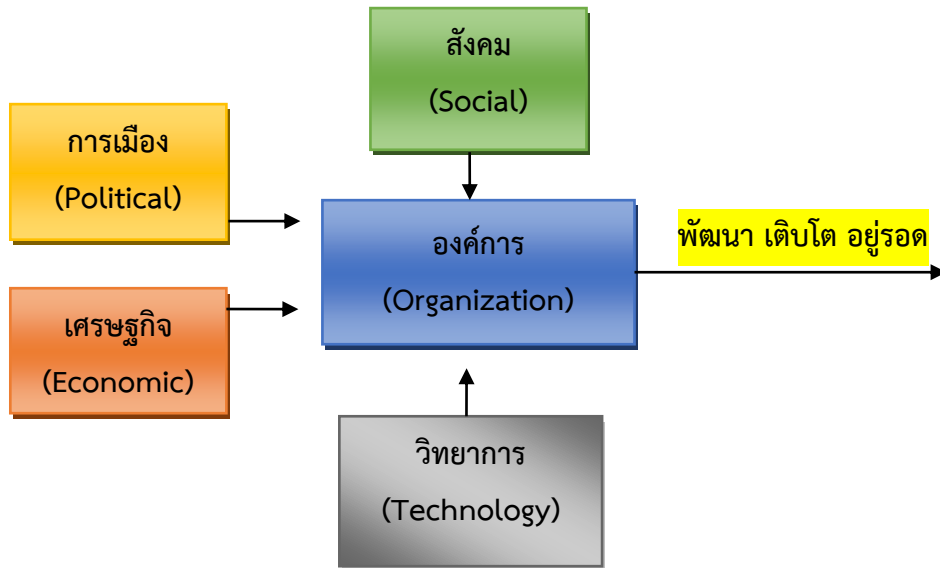 สังคม
(Social)
การเมือง
(Political)
องค์การ
(Organization)
พัฒนา เติบโต อยู่รอด
เศรษฐกิจ
(Economic)
วิทยาการ
(Technology)